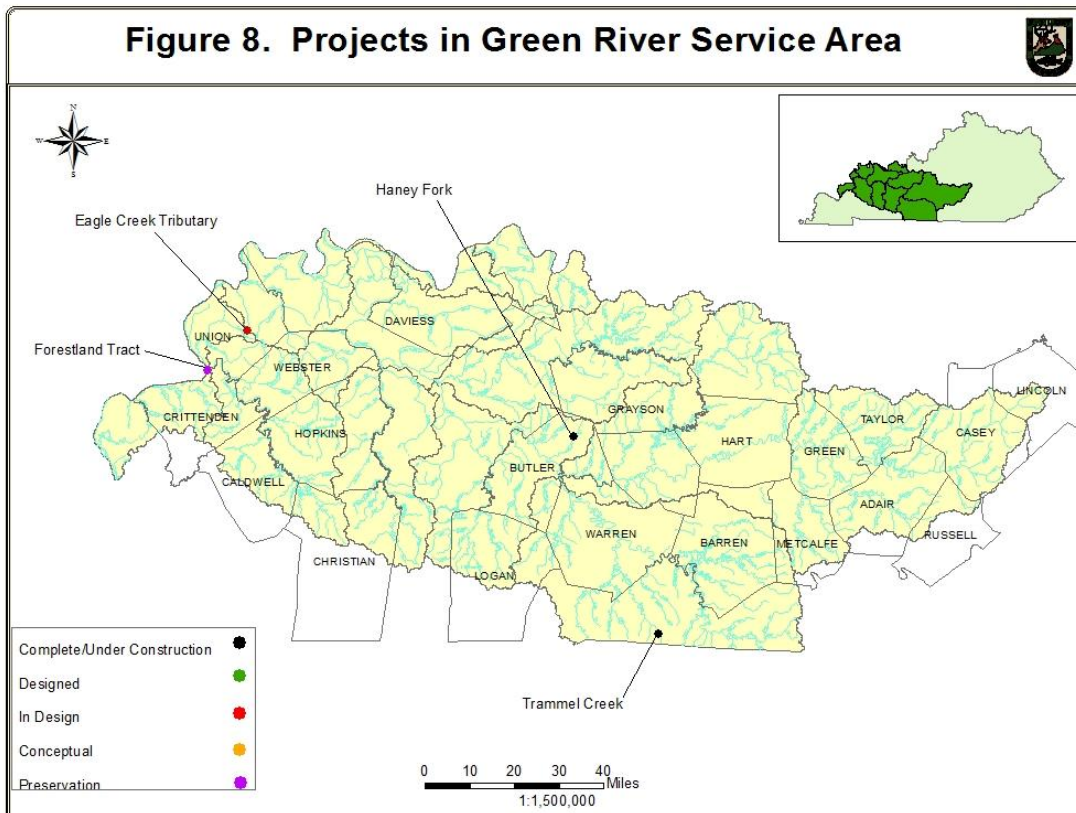 Figure 8.  Projects in Green River Service Area
N
W
E
S
Haney Fork
Eagle Creek Tributary
Forestland Tract
DAVIESS
UNION
WEBSTER
CRITTENDEN
HOPKINS
CALDWELL
CHRISTIAN
LOGAN
BUTLER
GRAYSON
HART
WARREN
BARREN
METCALFE
GREEN
TAYLOR
ADAIR
CASEY
LINCOLN
RUSSELL
Trammel Creek
Complete/Under Construction
Designed
In Design
Conceptual
Preservation
0 10 20 30 40
Miles
1:1,500,000